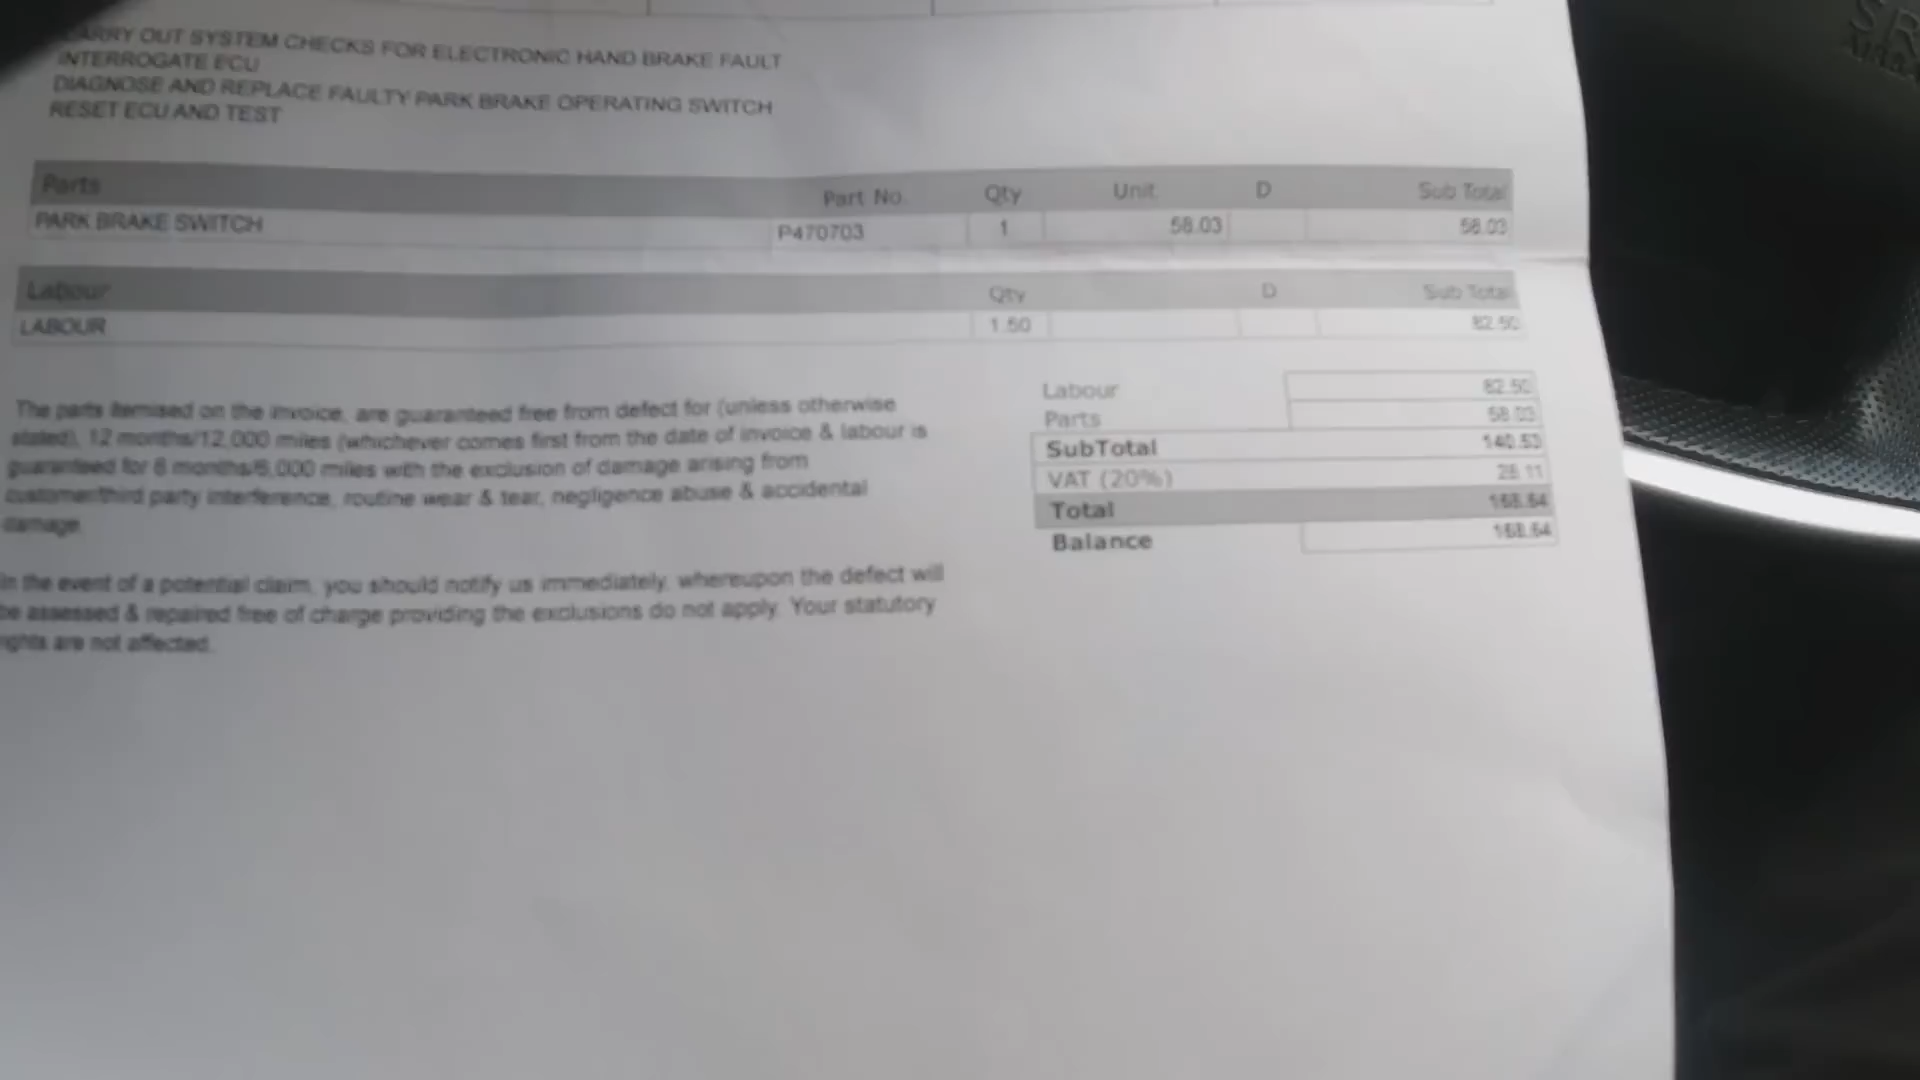 CARRY OUT SYSTEM CHECKS FOR ELECTRONIC HAND BRAKE FAULT
INTERROGATE ECU
DIAGNOSE AND REPLACE FAULTY PARK BRAKE OPERATING SWITCH
RESET ECU AND TEST
Parts Part No. Qty Unit D Sub Total
PARK BRAKE SWITCH P470703 1 58.03 58.03
Labour Qty D Sub Total
LABOUR 1.50 82.50
The parts itemised on the invoice, are guaranteed free from defect for (unless otherwise
stated), 12 months/12,000 miles (whichever comes first from the date of invoice & labour is
guaranteed for 6 months/6,000 miles with the exclusion of damage arising from
customer/third party interference, routine wear & tear, negligence abuse & accidental
damage.
In the event of a potential claim, you should notify us immediately, whereupon the defect will
be assessed & repaired free of charge providing the exclusions do not apply. Your statutory
rights are not affected.
Labour 82.50
Parts 58.03
SubTotal 140.53
VAT (20%) 28.11
Total 168.64
Balance 168.64